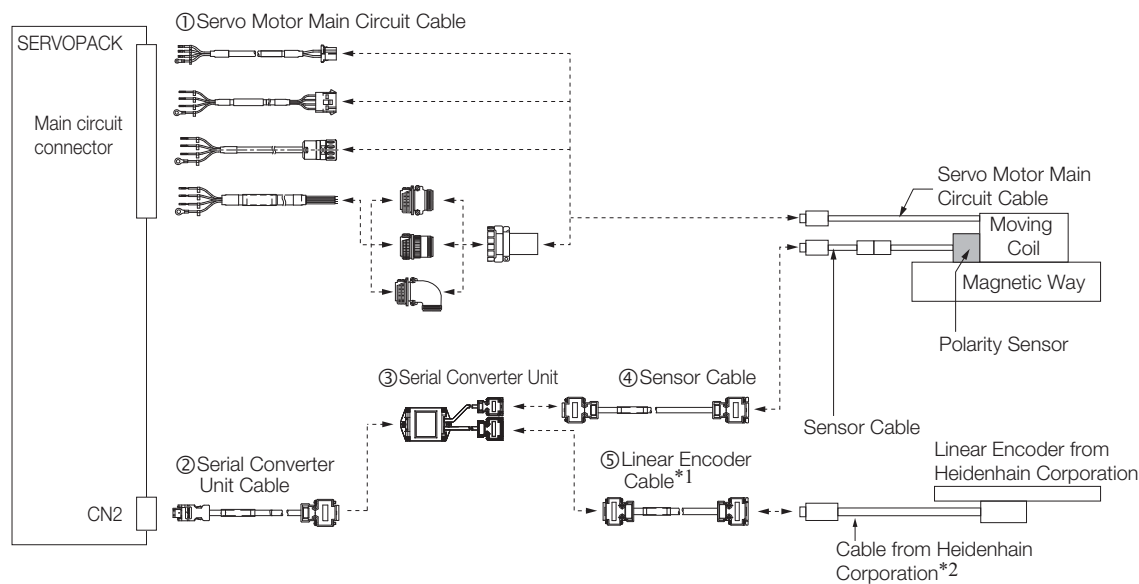 ①Servo Motor Main Circuit Cable
SERVOPACK
Main circuit
connector
Servo Motor Main
Circuit Cable
Moving
Coil
Magnetic Way
Polarity Sensor
③Serial Converter Unit
④Sensor Cable
Sensor Cable
②Serial Converter
Unit Cable
⑤Linear Encoder
Cable*1
Linear Encoder from
Heidenhain Corporation
CN2
Cable from Heidenhain
Corporation*2